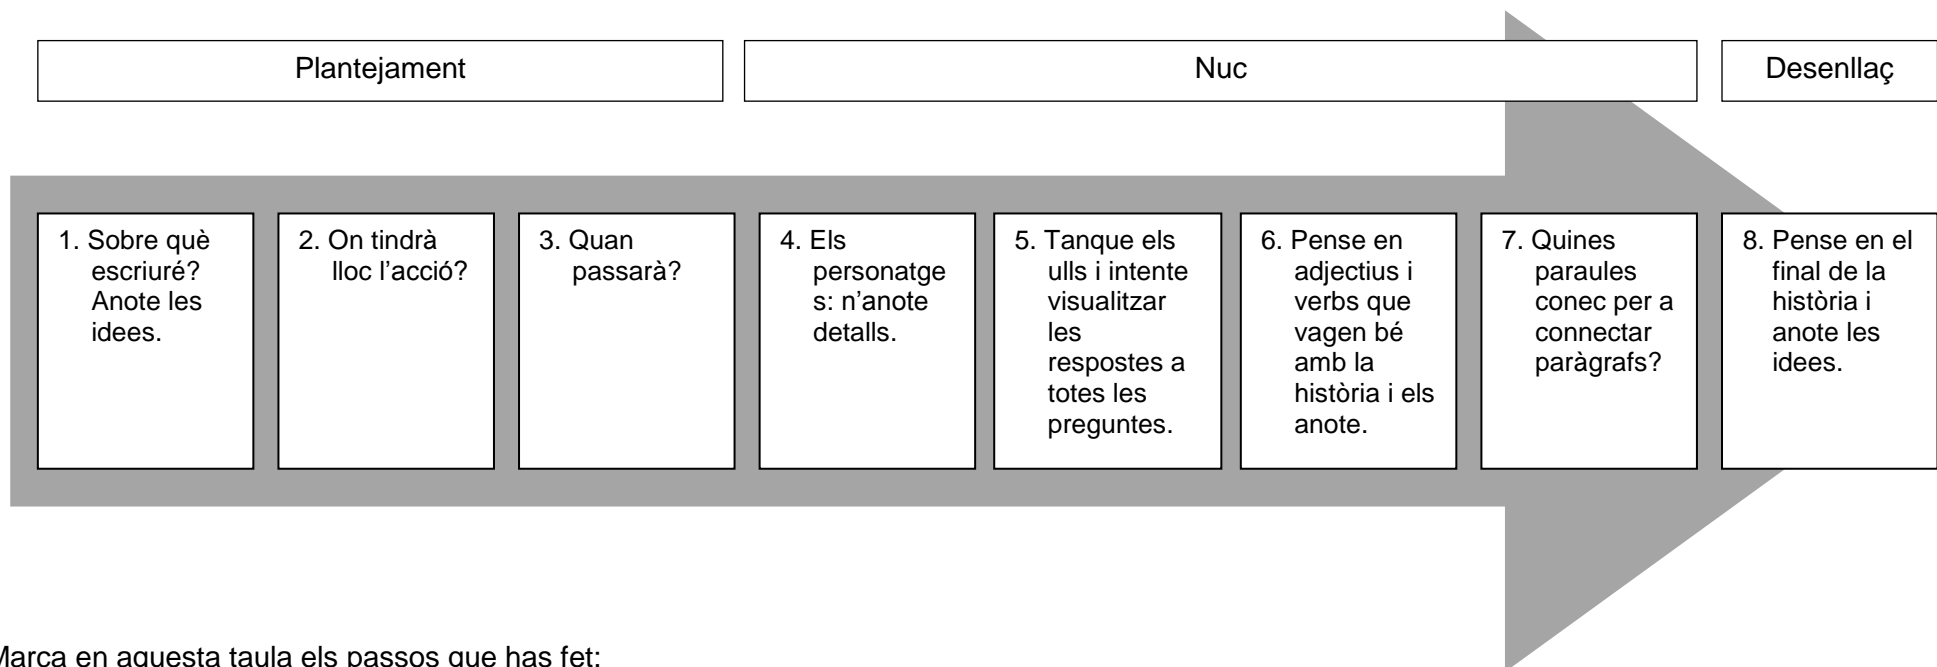 Plantejament
Nuc
Desenllaç
1. Sobre què
escriuré?
Anote les
idees.
2. On tindrà
lloc l’acció?
3. Quan
passarà?
4. Els
personatge
s: n’anote
detalls.
5. Tanque els
ulls i intente
visualitzar
les
respostes a
totes les
preguntes.
6. Pense en
adjectius i
verbs que
vagen bé
amb la
història i els
anote.
7. Quines
paraules
conec per a
connectar
paràgrafs?
8. Pense en el
final de la
història i
anote les
idees.
Marca en aquesta taula els passos que has fet: